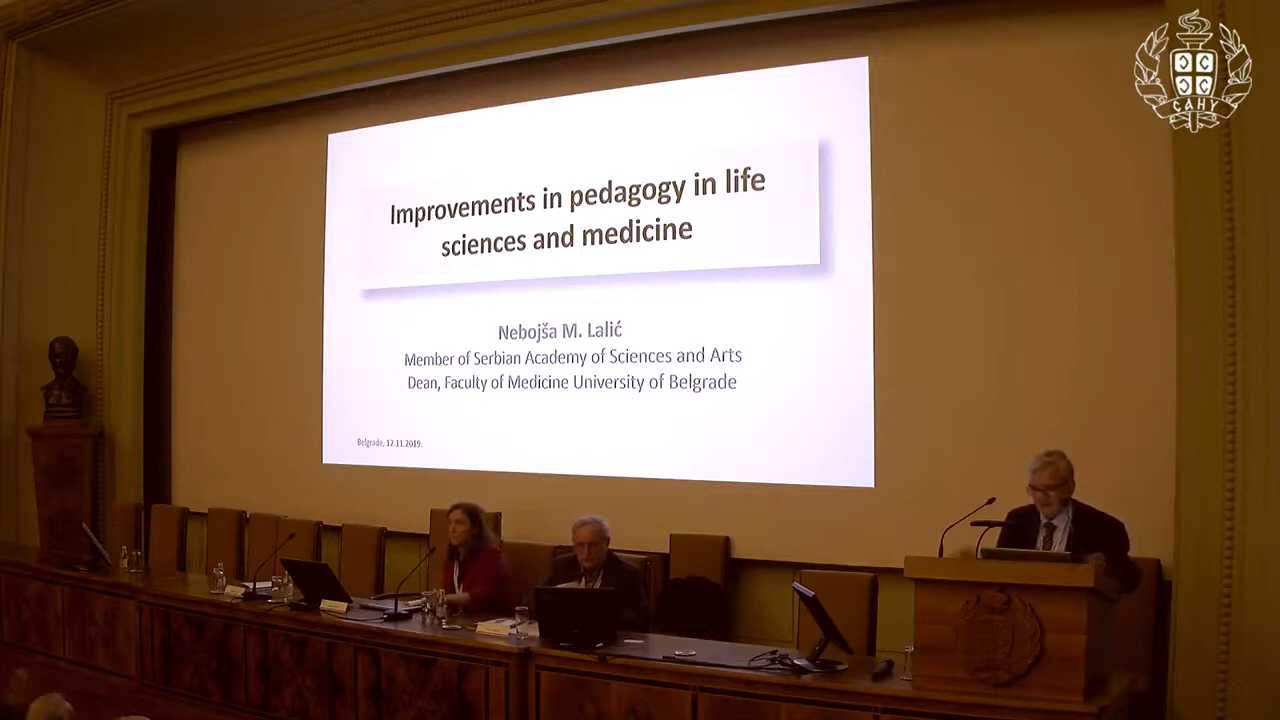 Improvements in pedagogy in life
sciences and medicine
Nebojša M. Lalić
Member of Serbian Academy of Sciences and Arts
Dean, Faculty of Medicine University of Belgrade
Belgrade, 12.11.2019.
САНУ